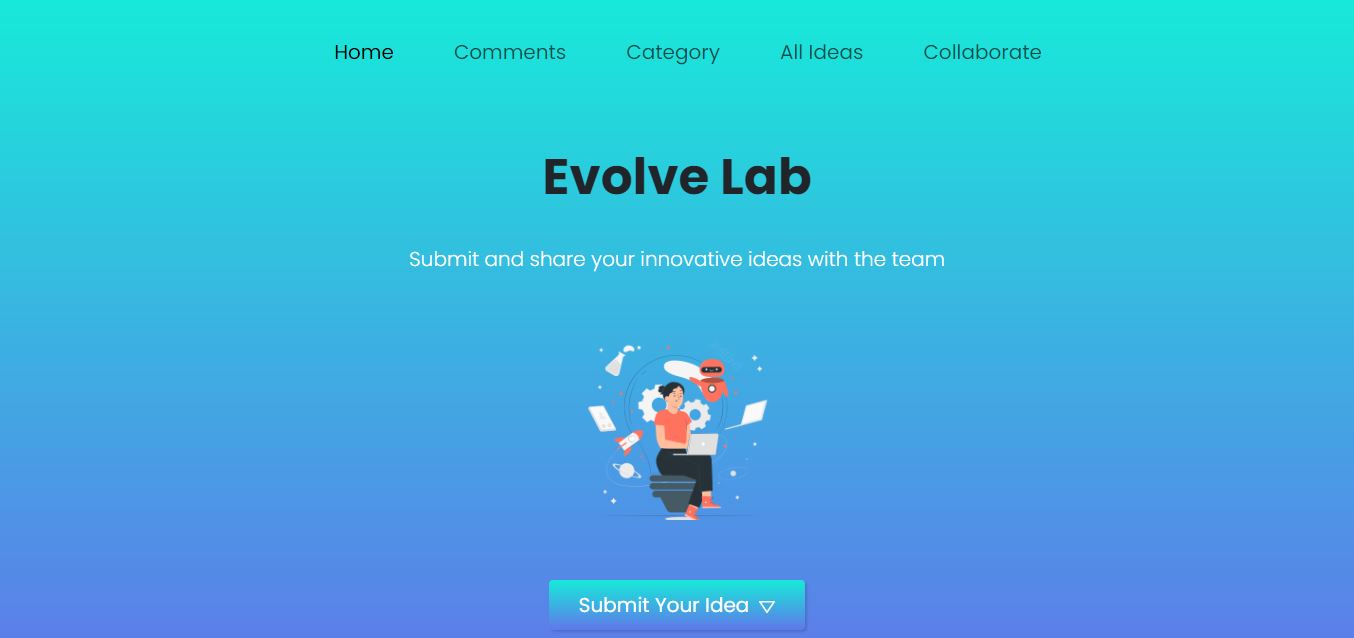 Home Comments Category All Ideas Collaborate
Evolve Lab
Submit and share your innovative ideas with the team
Submit Your Idea